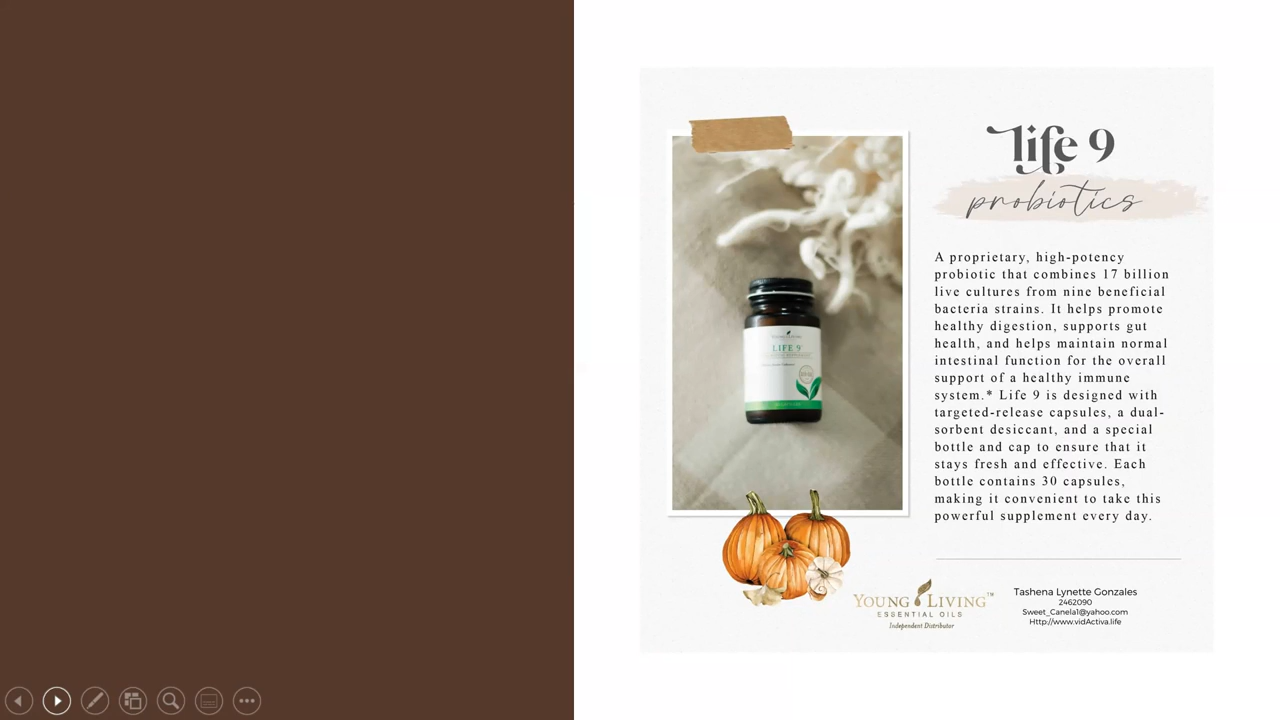 life 9
probiotics
A proprietary, high-potency
probiotic that combines 17 billion
live cultures from nine beneficial
bacteria strains. It helps promote
healthy digestion, supports gut
health, and helps maintain normal
intestinal function for the overall
support of a healthy immune
system.* Life 9 is designed with
targeted-release capsules, a dual-
sorbent desiccant, and a special
bottle and cap to ensure that it
stays fresh and effective. Each
bottle contains 30 capsules,
making it convenient to take this
powerful supplement every day.
YOUNG LIVING
LIFE 9
YOUNG LIVING™
ESSENTIAL OILS
Independent Distributor
Tashena Lynette Gonzales
2462090
Sweet_Canela1@yahoo.com
Http://www.vidActiva.life